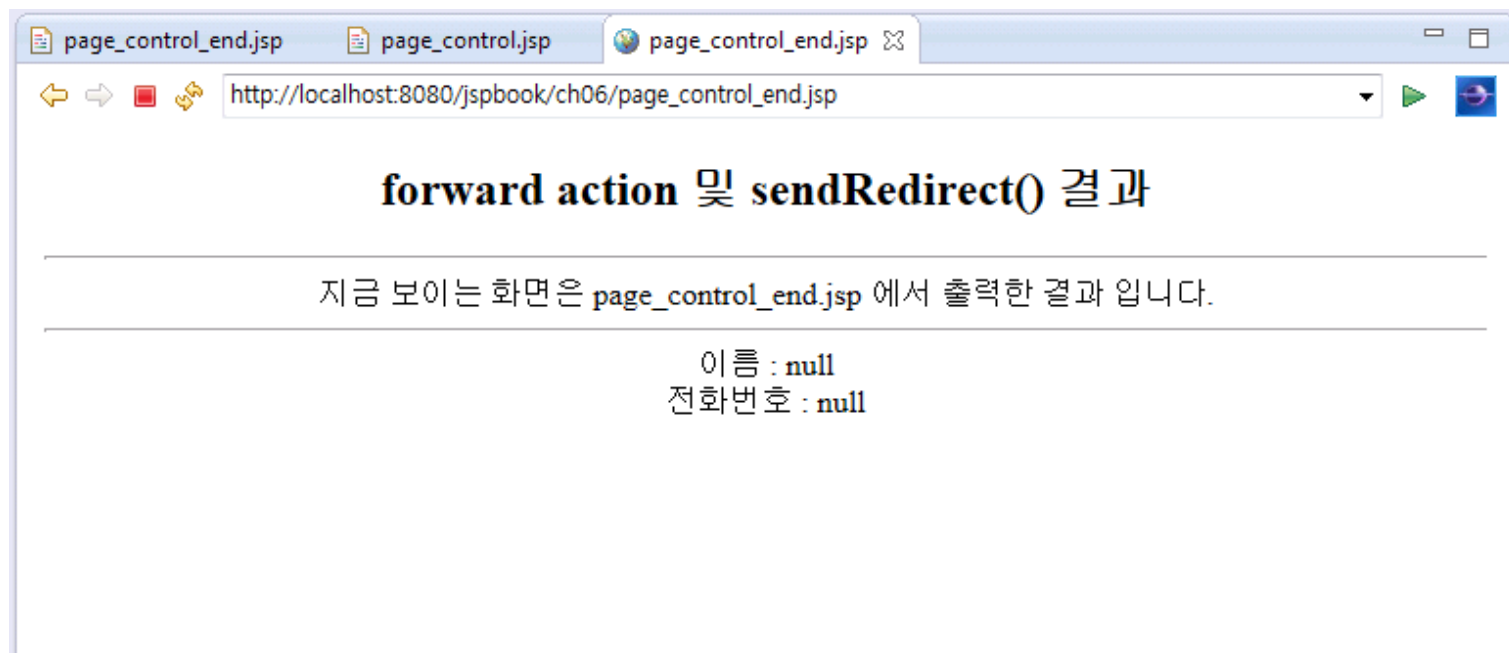 page_control_end.jsp page_control.jsp page_control_end.jsp
http://localhost:8080/jspbook/ch06/page_control_end.jsp
forward action 및 sendRedirect() 결과
지금 보이는 화면은 page_control_end.jsp 에서 출력한 결과 입니다.
이름 : null
전화번호 : null